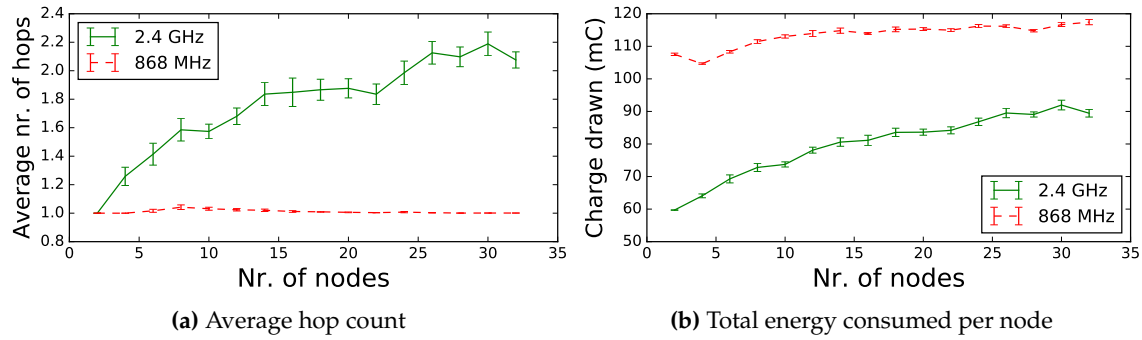 2.4
2.2
2.0
1.8
1.6
1.4
1.2
1.0
0.8
Average nr. of hops
2.4 GHz
868 MHz
0 5 10 15 20 25 30 35
Nr. of nodes
(a) Average hop count
120
110
100
90
80
70
60
50
Charge drawn (mC)
2.4 GHz
868 MHz
0 5 10 15 20 25 30 35
Nr. of nodes
(b) Total energy consumed per node